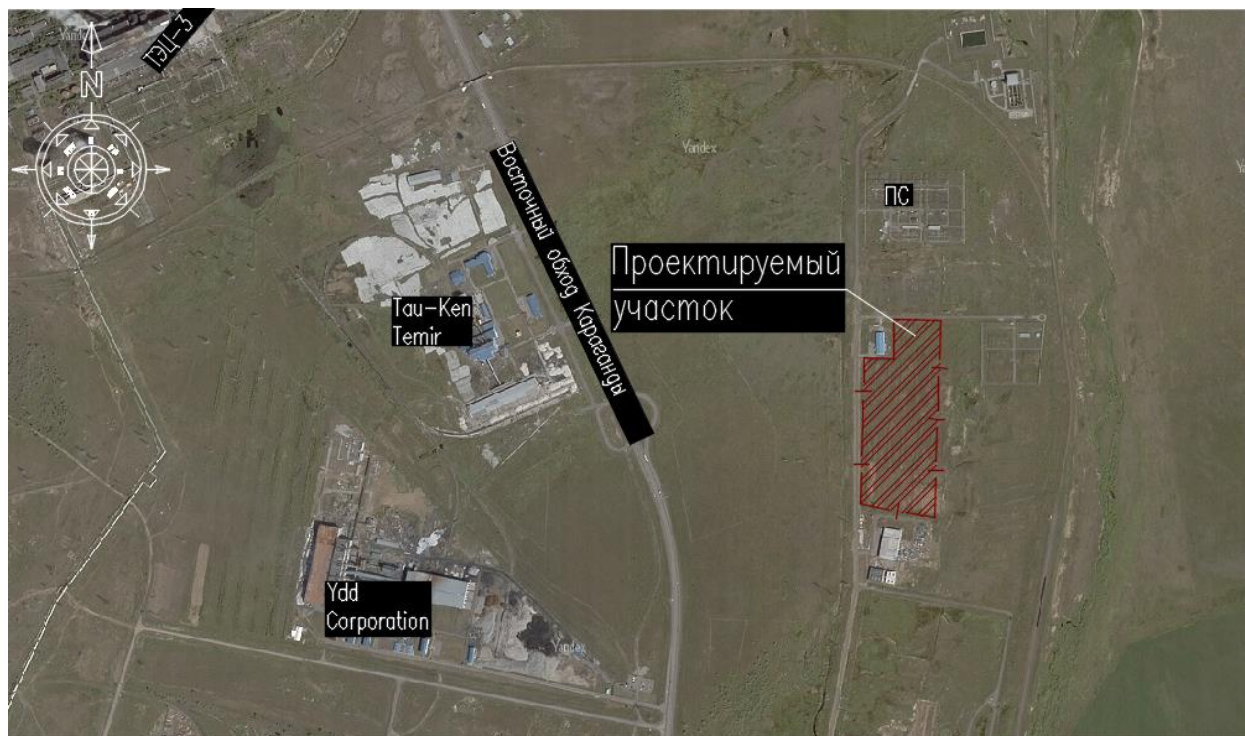 Yandex
ТЭЦ-3
N
Yandex
Восточный обход Караганды
ПС
Проектируемый
участок
Tau-Ken
Temir
Ydd
Corporation
Yandex